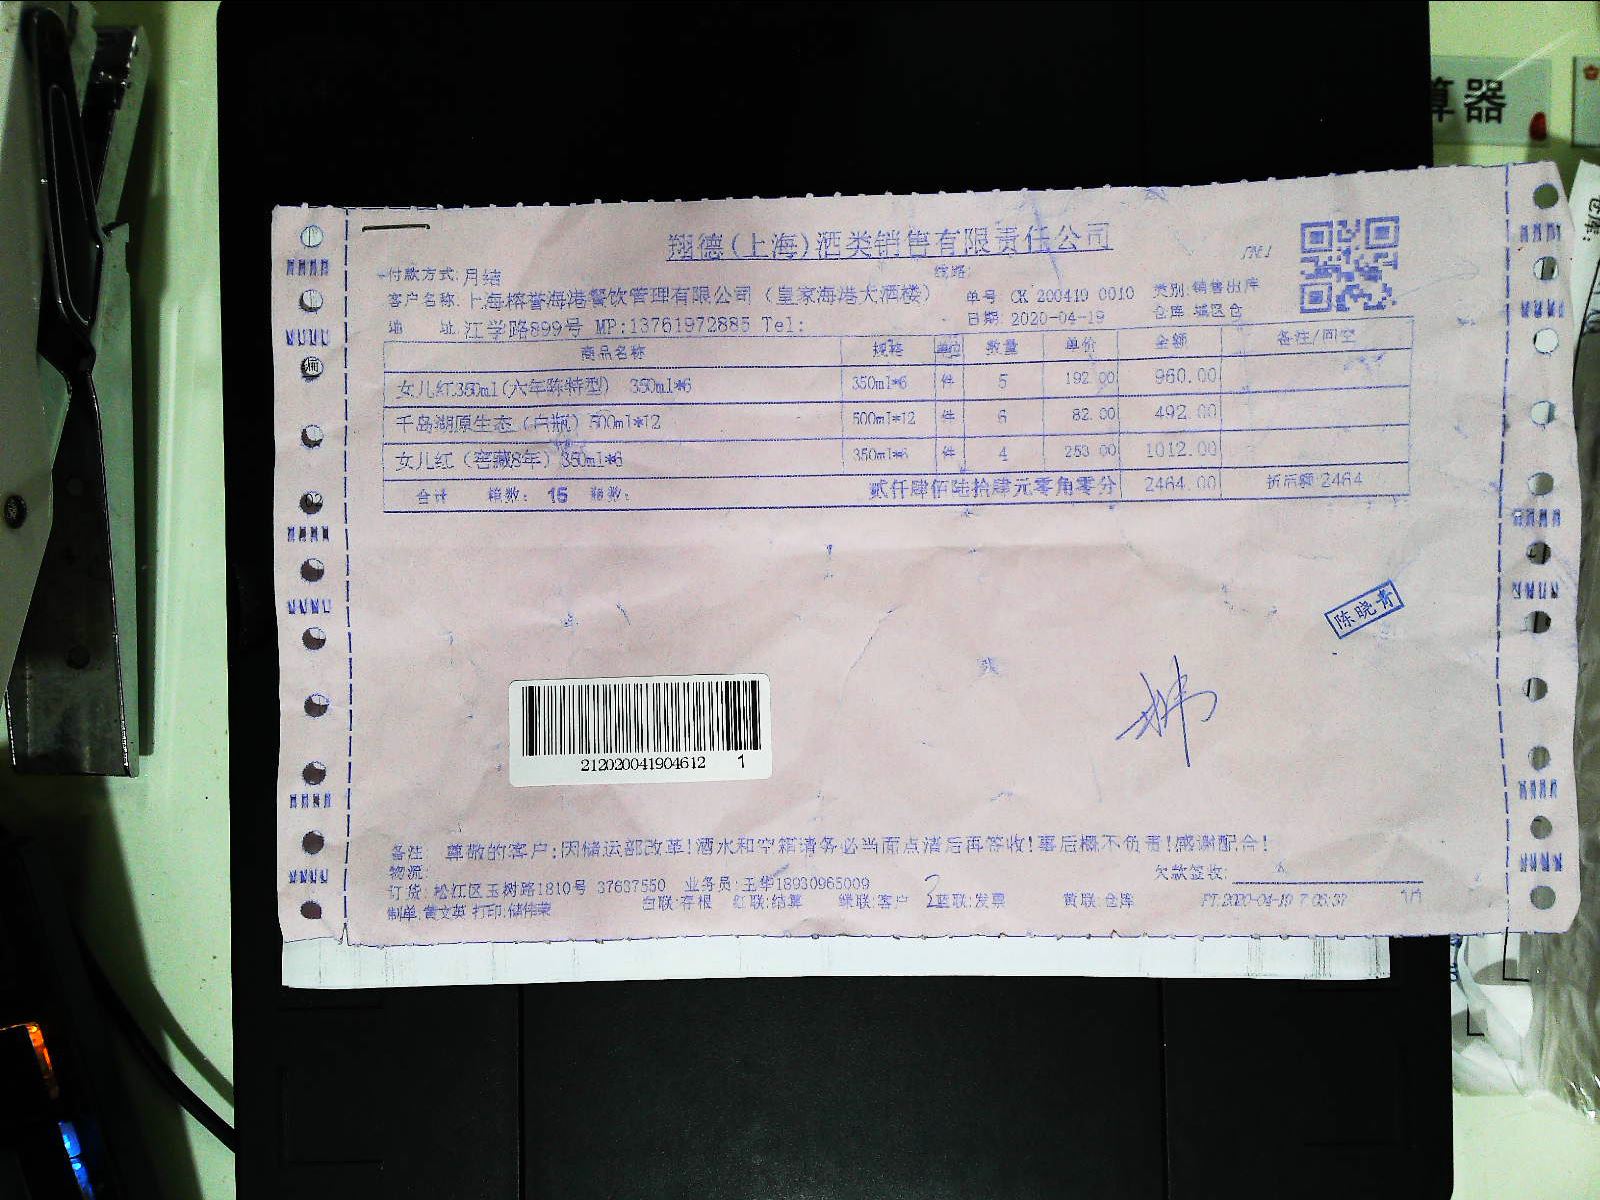 算器
翔德(上海)酒类销售有限责任公司
付款方式:月结 线路:
客户名称:上海榕誉海港餐饮管理有限公司(皇家海港大酒楼) 单号:CK 200419 0010 类别:销售出库
地 址:江学路899号 MP:13761972885 Tel: 日期:2020-04-19 仓库 城区仓
商品名称 规格 单位 数量 单价 金额 备注/回空
女儿红350ml(六年陈特型) 350ml*6 350ml*6 件 5 192.00 960.00
千岛湖原生态(白瓶)500ml*12 500ml*12 件 6 82.00 492.00
女儿红(窖藏8年)350ml*6 350ml*6 件 4 253.00 1012.00
合计 箱数: 15 瓶数: 贰仟肆佰陆拾肆元零角零分 2464.00 折后额:2464
陈晓青
212020041904612 1
备注 尊敬的客户:因储运部改革!酒水和空箱请务必当面点清后再签收!事后概不负责!感谢配合!
物流: 欠款签收:
订货:松江区玉树路1810号 37637550 业务员:王华18930965009
制单:黄文英 打印:储伟荣 白联:存根 红联:结算 绿联:客户 蓝联:发票 黄联:仓库 PT:2020-04-19 1/1